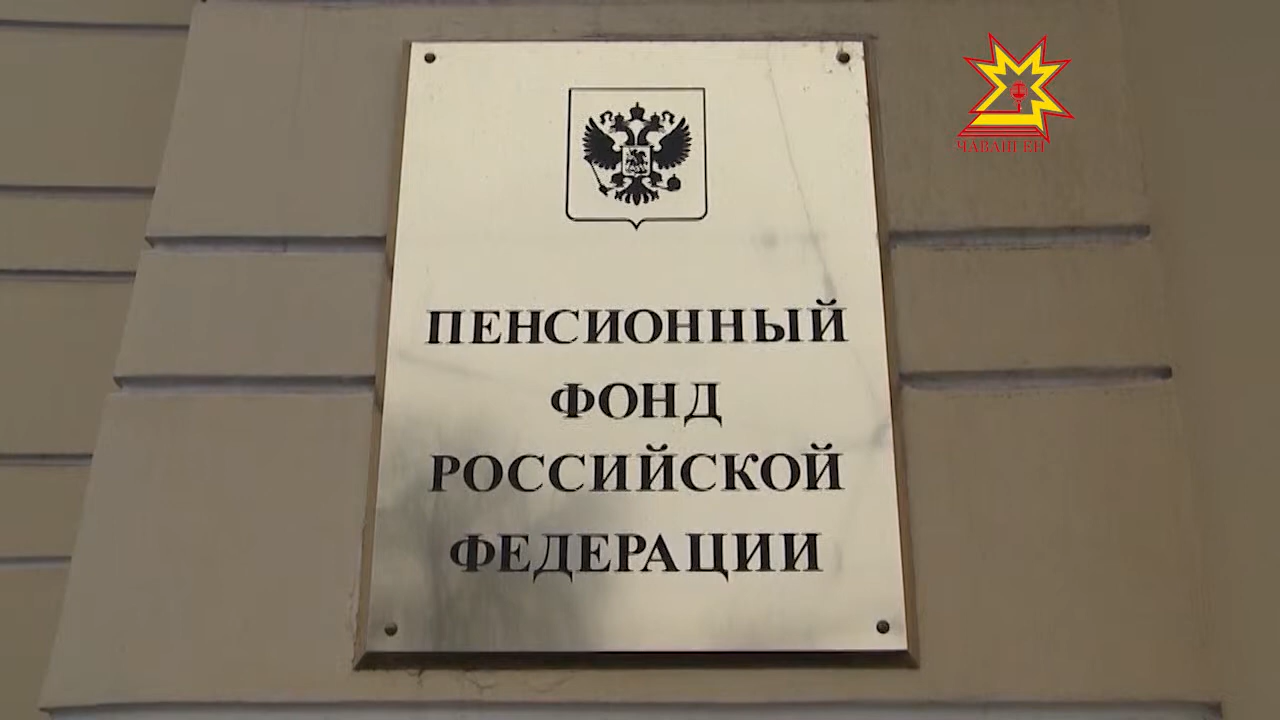 ПЕНСИОННЫЙ
ФОНД
РОССИЙСКОЙ
ФЕДЕРАЦИИ
ЧĂВАШ ЕН